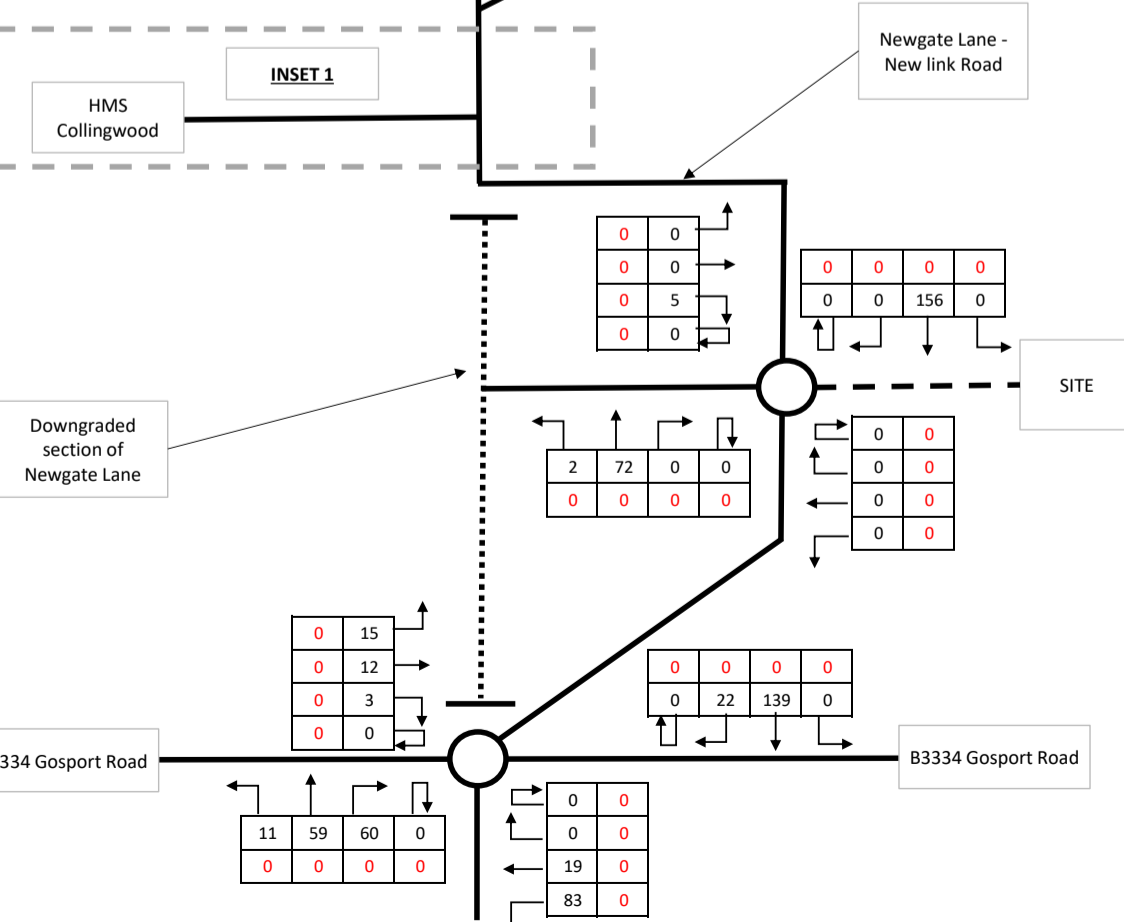 Newgate Lane -
New link Road
INSET 1
HMS
Collingwood
0 0
0 0
0 5
0 0
0 0 0 0
0 0 156 0
SITE
Downgraded
section of
Newgate Lane
2 72 0 0
0 0 0 0
0 0
0 0
0 0
0 0
0 15
0 12
0 3
0 0
0 0 0 0
0 22 139 0
334 Gosport Road
B3334 Gosport Road
11 59 60 0
0 0 0 0
0 0
0 0
19 0
83 0